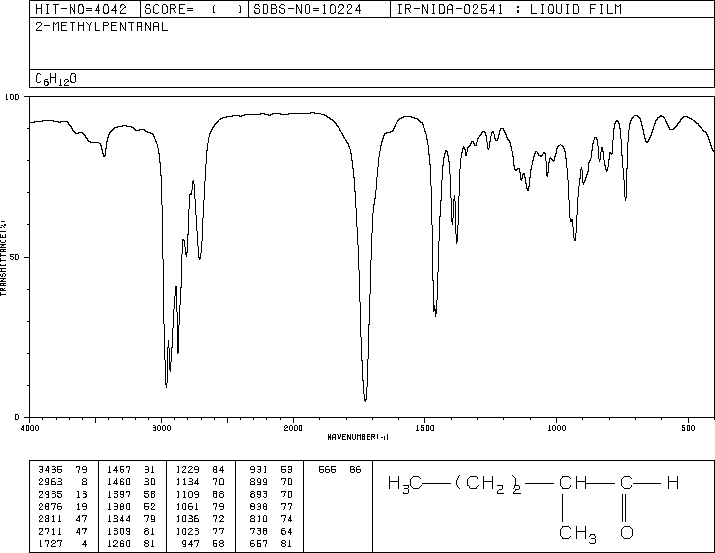 HIT-NO=4042 SCORE= ( ) SDBS-NO=10224 IR-NIDA-02541 : LIQUID FILM
2-METHYLPENTANAL
C6H12O
100
50
0
TRANSMITTANCE(%)
4000 3000 2000 1500 1000 500
WAVENUMBER(-1)
3436 79 1467 31 1229 84 931 53 666 86
2963 8 1460 30 1134 70 899 70
2935 13 1397 58 1109 68 893 70
2876 19 1380 52 1061 79 838 77
2811 47 1344 79 1036 72 810 74
2711 47 1309 81 1023 77 738 64
1727 4 1260 81 947 58 667 81
H3C—(CH2)2—CH—C—H
CH3 O